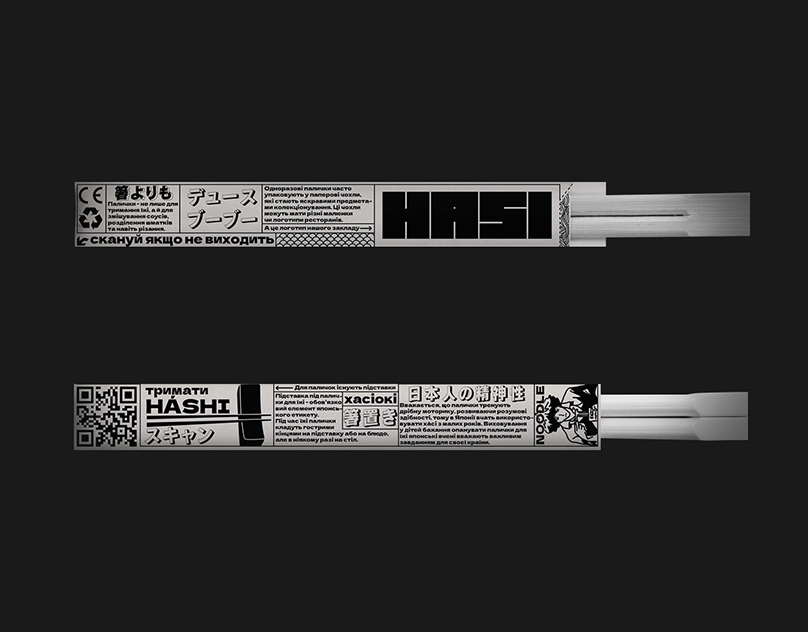 CE
箸よりも
Палички - не лише для
тримання їжі, а й для
змішування соусів,
розділення шматків
та навіть різання.
デュース
ブーブー
Одноразові палички часто
упаковують у паперові чохли,
які стають яскравими предмета-
ми колекціонування. Ці чохли
можуть мати різні малюнки
чи логотипи ресторанів.
А це логотип нашого закладу
HASI
скануй якщо не виходить
тримати
HÁSHI
スキャン
Для паличок існують підставки
Підставка під палич-
ки для їжі - обов'язко
вий елемент японсь-
кого етикету.
Під час їжі палички
кладуть гострими
кінцями на підставку або на блюдо,
але в ніякому разі на стіл.
хасіокі
箸置き
日本人の精神性
Вважається, що палички тренують
дрібну моторику, розвиваючи розумові
здібності, тому в Японії вчать використо-
вувати хáсі з малих років. Виховування
у дітей бажання опанувати палички для
їжі японські вчені вважають важливим
завданням для своєї країни.
NOODLE